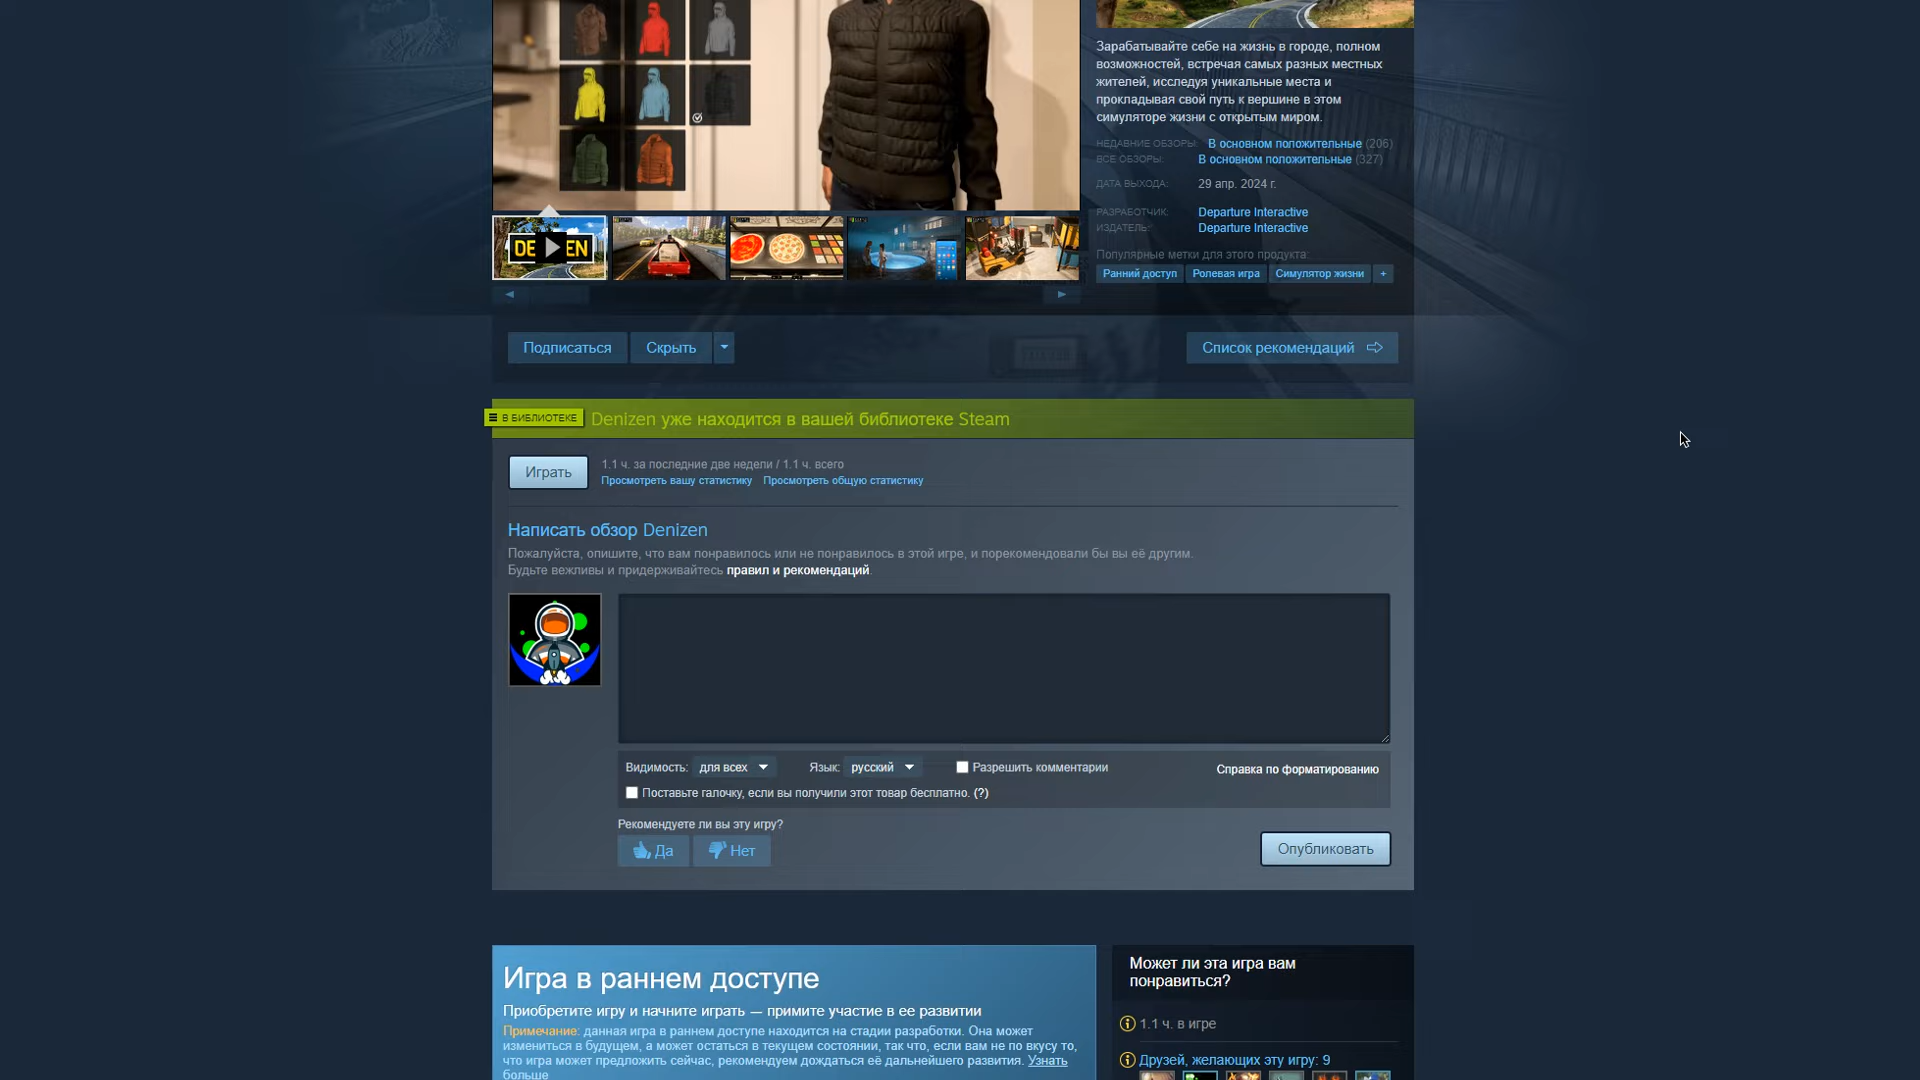 Зарабатывайте себе на жизнь в городе, полном
возможностей, встречая самых разных местных
жителей, исследуя уникальные места и
прокладывая свой путь к вершине в этом
симуляторе жизни с открытым миром.
НЕДАВНИЕ ОБЗОРЫ: В основном положительные (206)
ВСЕ ОБЗОРЫ: В основном положительные (327)
ДАТА ВЫХОДА: 29 апр. 2024 г.
РАЗРАБОТЧИК: Departure Interactive
ИЗДАТЕЛЬ: Departure Interactive
Популярные метки для этого продукта:
Ранний доступ Ролевая игра Симулятор жизни +
DE EN
Подписаться Скрыть Список рекомендаций
В БИБЛИОТЕКЕ Denizen уже находится в вашей библиотеке Steam
Играть 1.1 ч. за последние две недели / 1.1 ч. всего
Просмотреть вашу статистику Просмотреть общую статистику
Написать обзор Denizen
Пожалуйста, опишите, что вам понравилось или не понравилось в этой игре, и порекомендовали бы вы её другим.
Будьте вежливы и придерживайтесь правил и рекомендаций.
Видимость: для всех Язык: русский Разрешить комментарии Справка по форматированию
Поставьте галочку, если вы получили этот товар бесплатно. (?)
Рекомендуете ли вы эту игру?
Да Нет Опубликовать
Игра в раннем доступе
Приобретите игру и начните играть — примите участие в ее развитии
Примечание: данная игра в раннем доступе находится на стадии разработки. Она может
измениться в будущем, а может остаться в текущем состоянии, так что, если вам не по вкусу то,
что игра может предложить сейчас, рекомендуем дождаться её дальнейшего развития. Узнать
больше
Может ли эта игра вам
понравиться?
1.1 ч. в игре
Друзей, желающих эту игру: 9